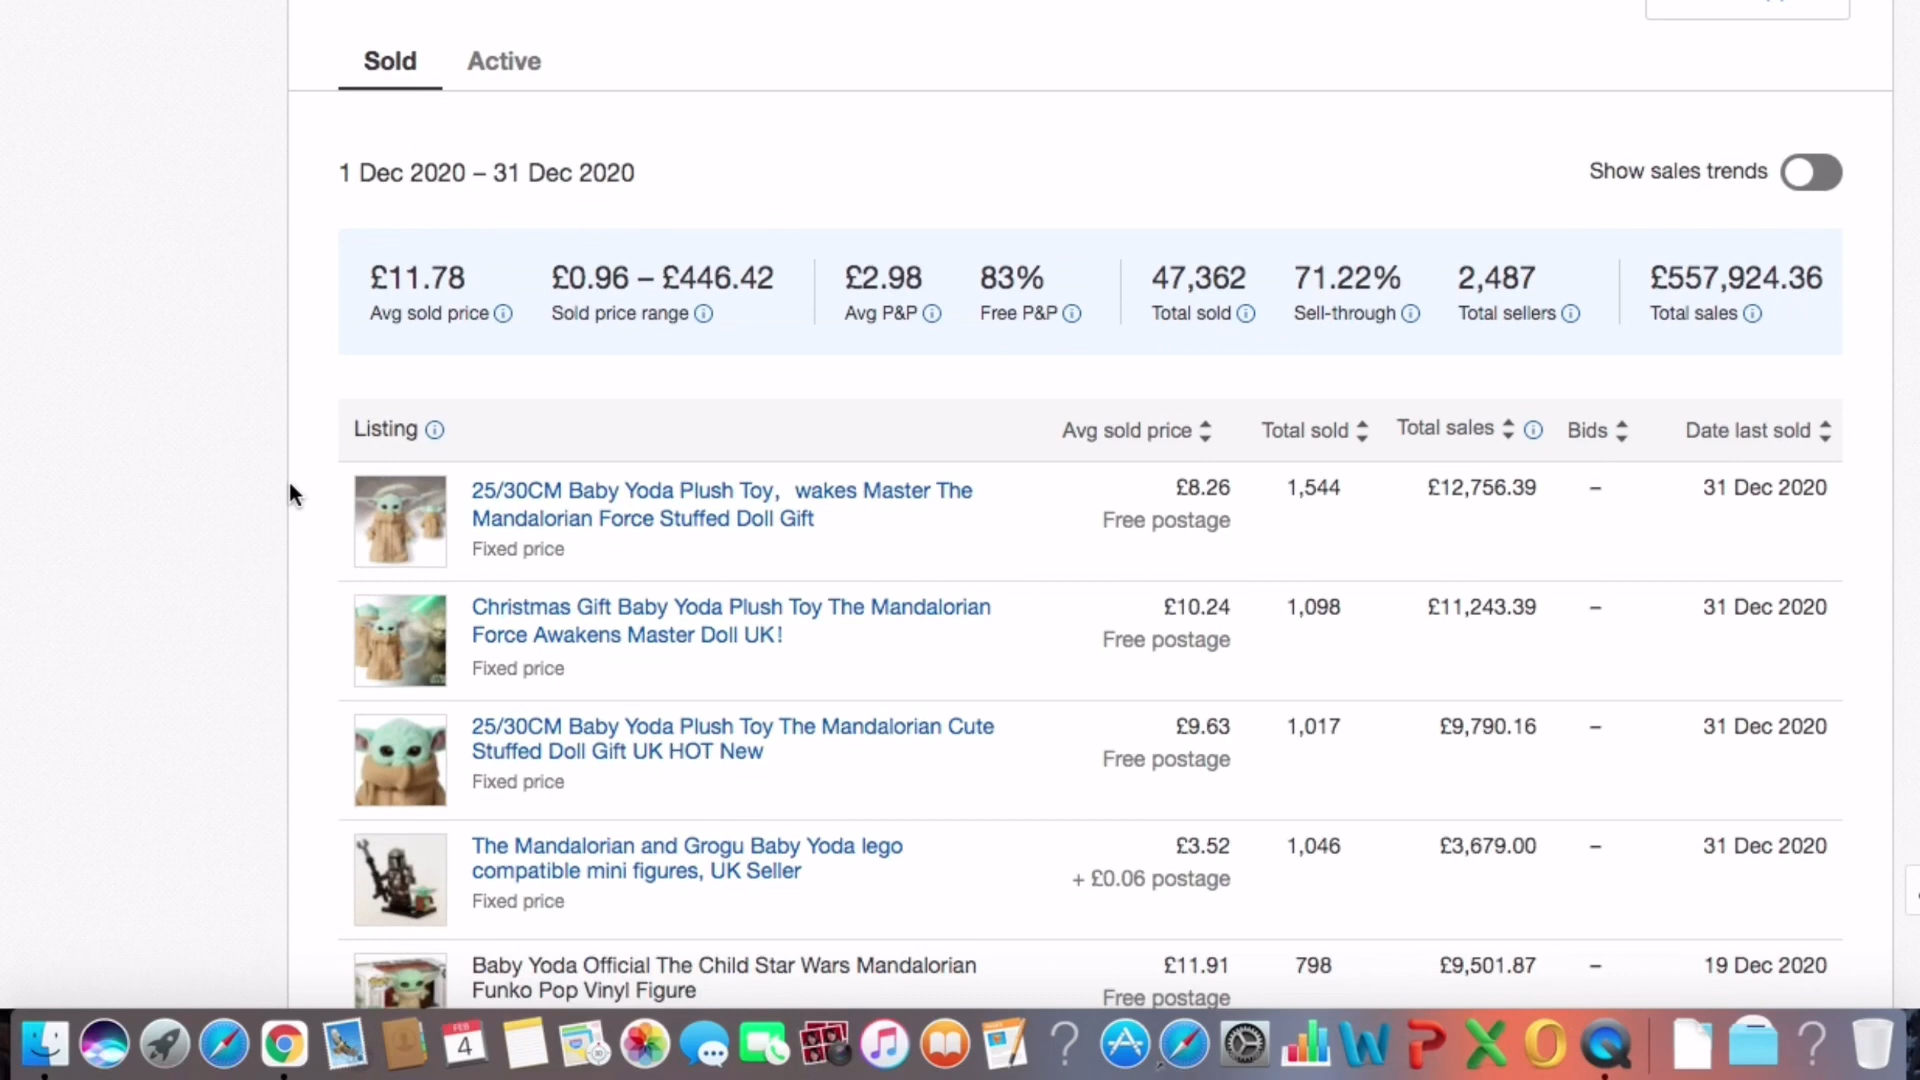 Sold Active
1 Dec 2020 – 31 Dec 2020 Show sales trends
£11.78 £0.96 – £446.42 £2.98 83% 47,362 71.22% 2,487 £557,924.36
Avg sold price Sold price range Avg P&P Free P&P Total sold Sell-through Total sellers Total sales
Listing Avg sold price Total sold Total sales Bids Date last sold
25/30CM Baby Yoda Plush Toy，wakes Master The £8.26 1,544 £12,756.39 – 31 Dec 2020
Mandalorian Force Stuffed Doll Gift Free postage
Fixed price
Christmas Gift Baby Yoda Plush Toy The Mandalorian £10.24 1,098 £11,243.39 – 31 Dec 2020
Force Awakens Master Doll UK! Free postage
Fixed price
25/30CM Baby Yoda Plush Toy The Mandalorian Cute £9.63 1,017 £9,790.16 – 31 Dec 2020
Stuffed Doll Gift UK HOT New Free postage
Fixed price
The Mandalorian and Grogu Baby Yoda lego £3.52 1,046 £3,679.00 – 31 Dec 2020
compatible mini figures, UK Seller + £0.06 postage
Fixed price
Baby Yoda Official The Child Star Wars Mandalorian £11.91 798 £9,501.87 – 19 Dec 2020
Funko Pop Vinyl Figure Free postage
FEB
4